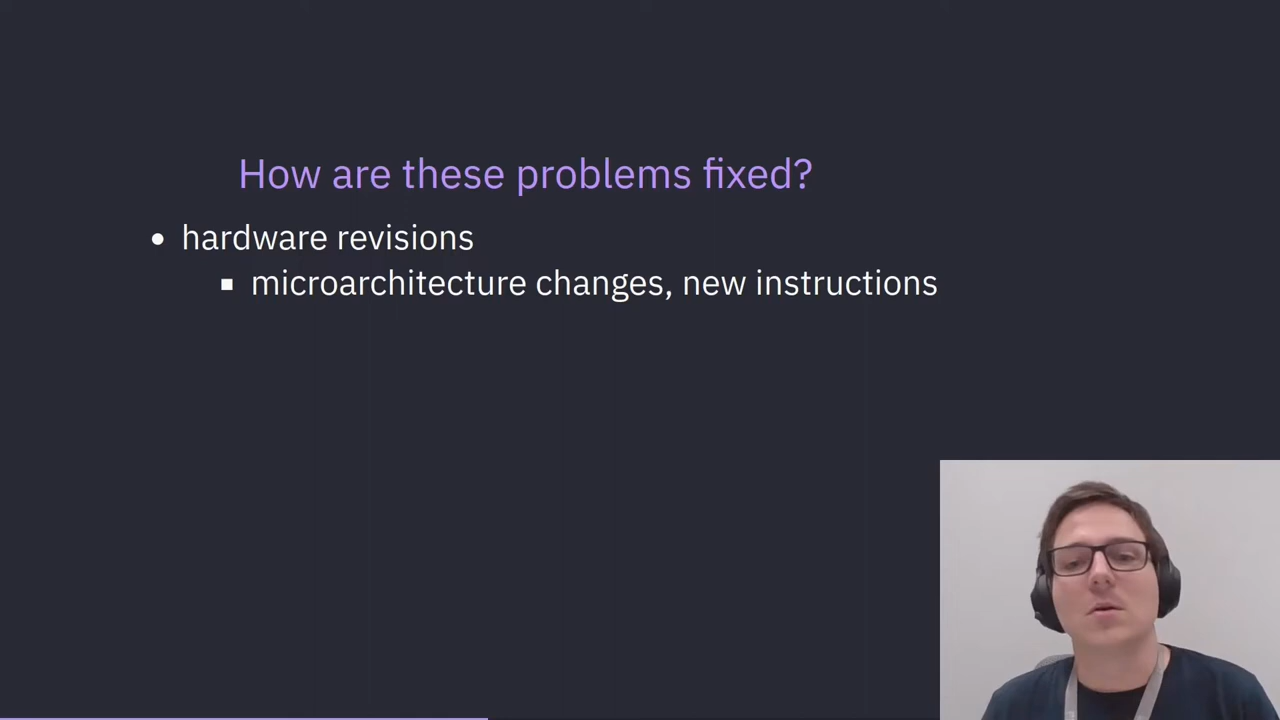 How are these problems fixed?
hardware revisions
microarchitecture changes, new instructions